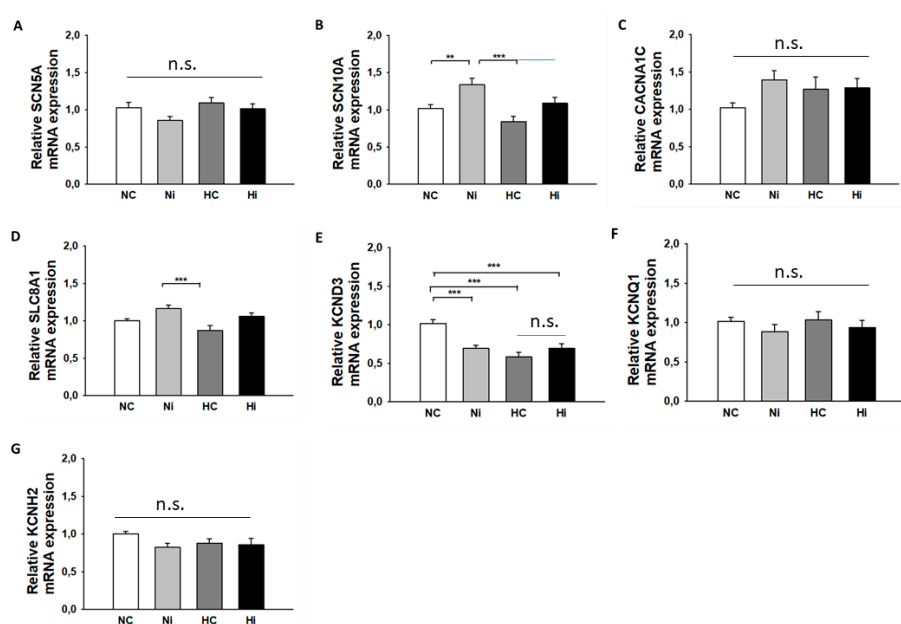 A
Relative SCN5A
mRNA expression
2,0
1,5
1,0
0,5
0,0
n.s.
NC Ni HC Hi
B
Relative SCN10A
mRNA expression
2,0
1,5
1,0
0,5
0,0
** ***
NC Ni HC Hi
C
Relative CACNA1C
mRNA expression
2,0
1,5
1,0
0,5
0,0
n.s.
NC Ni HC Hi
D
Relative SLC8A1
mRNA expression
2,0
1,5
1,0
0,5
0,0
***
NC Ni HC Hi
E
Relative KCND3
mRNA expression
2,0
1,5
1,0
0,5
0,0
***
***
***
n.s.
NC Ni HC Hi
F
Relative KCNQ1
mRNA expression
2,0
1,5
1,0
0,5
0,0
n.s.
NC Ni HC Hi
G
Relative KCNH2
mRNA expression
2,0
1,5
1,0
0,5
0,0
n.s.
NC Ni HC Hi